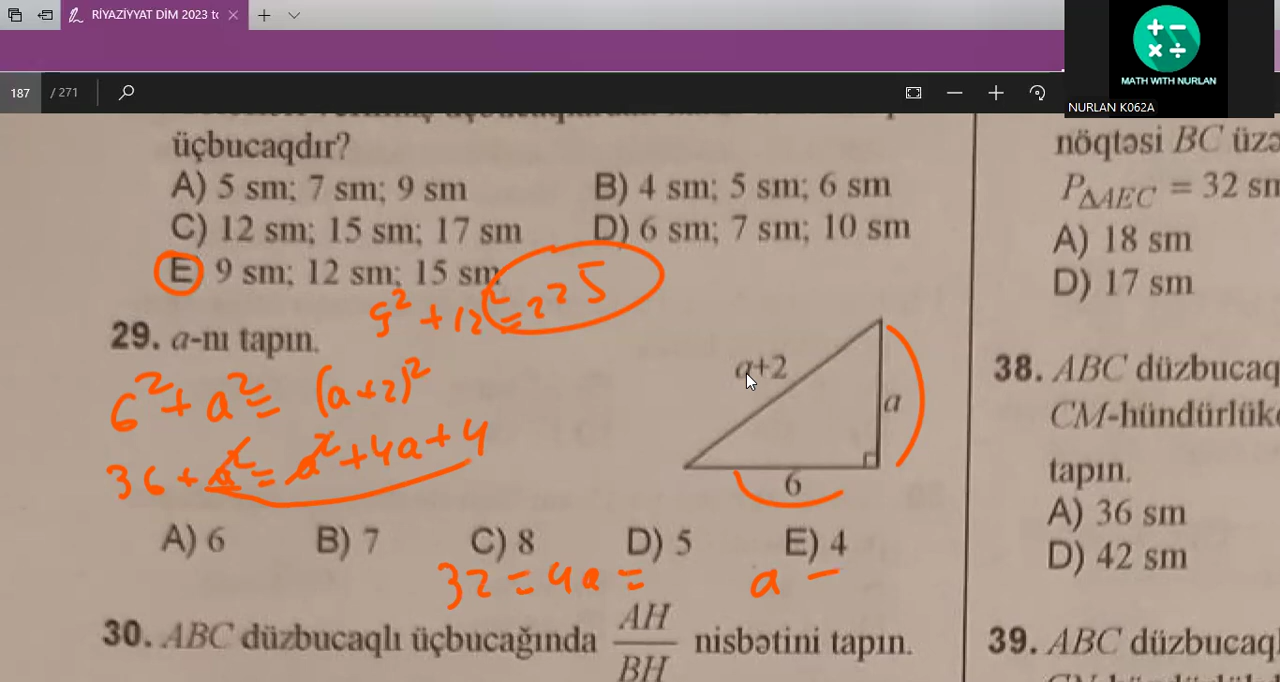 RİYAZİYYAT DİM 2023 to
187 / 271
MATH WITH NURLAN
NURLAN K062A
üçbucaqdır?
A) 5 sm; 7 sm; 9 sm
B) 4 sm; 5 sm; 6 sm
C) 12 sm; 15 sm; 17 sm
D) 6 sm; 7 sm; 10 sm
E) 9 sm; 12 sm; 15 sm
9² + 12² = 225
29. a-nı tapın.
6² + a² = (a+2)²
36 + a² = a² + 4a + 4
a+2
a
6
A) 6 B) 7 C) 8 D) 5 E) 4
32 = 4a = a =
30. ABC düzbucaqlı üçbucağında AH/BH nisbətini tapın.
nöqtəsi BC üzə
P△AEC = 32 sm
A) 18 sm
D) 17 sm
38. ABC düzbucaq
CM-hündürlük
tapın.
A) 36 sm
D) 42 sm
39. ABC düzbucaqlı